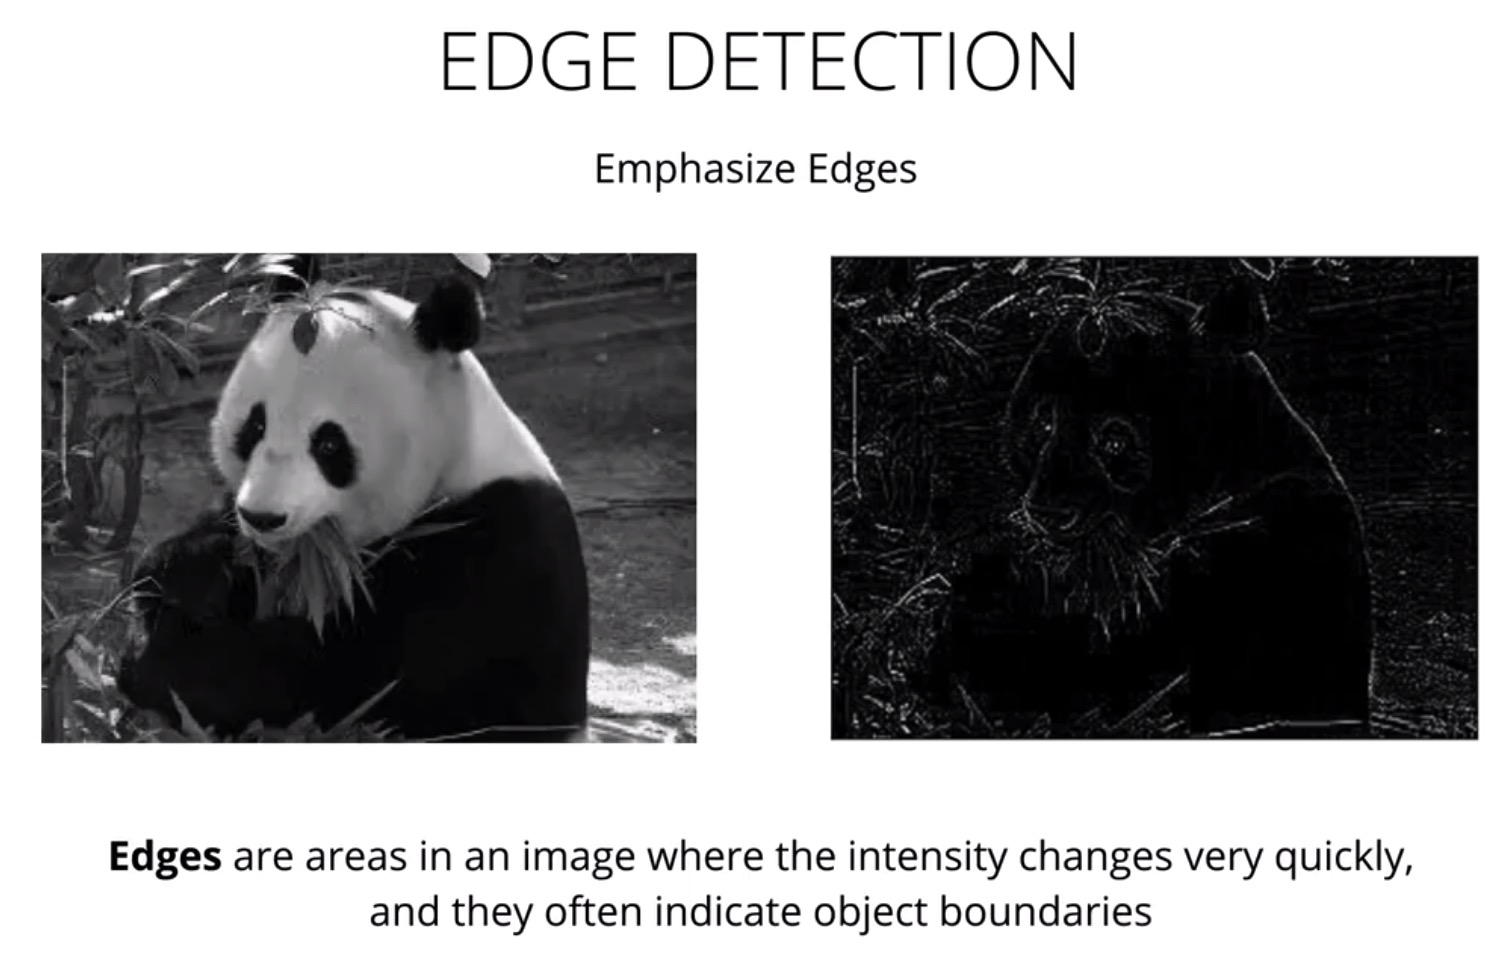 EDGE DETECTION
Emphasize Edges
Edges are areas in an image where the intensity changes very quickly,
and they often indicate object boundaries